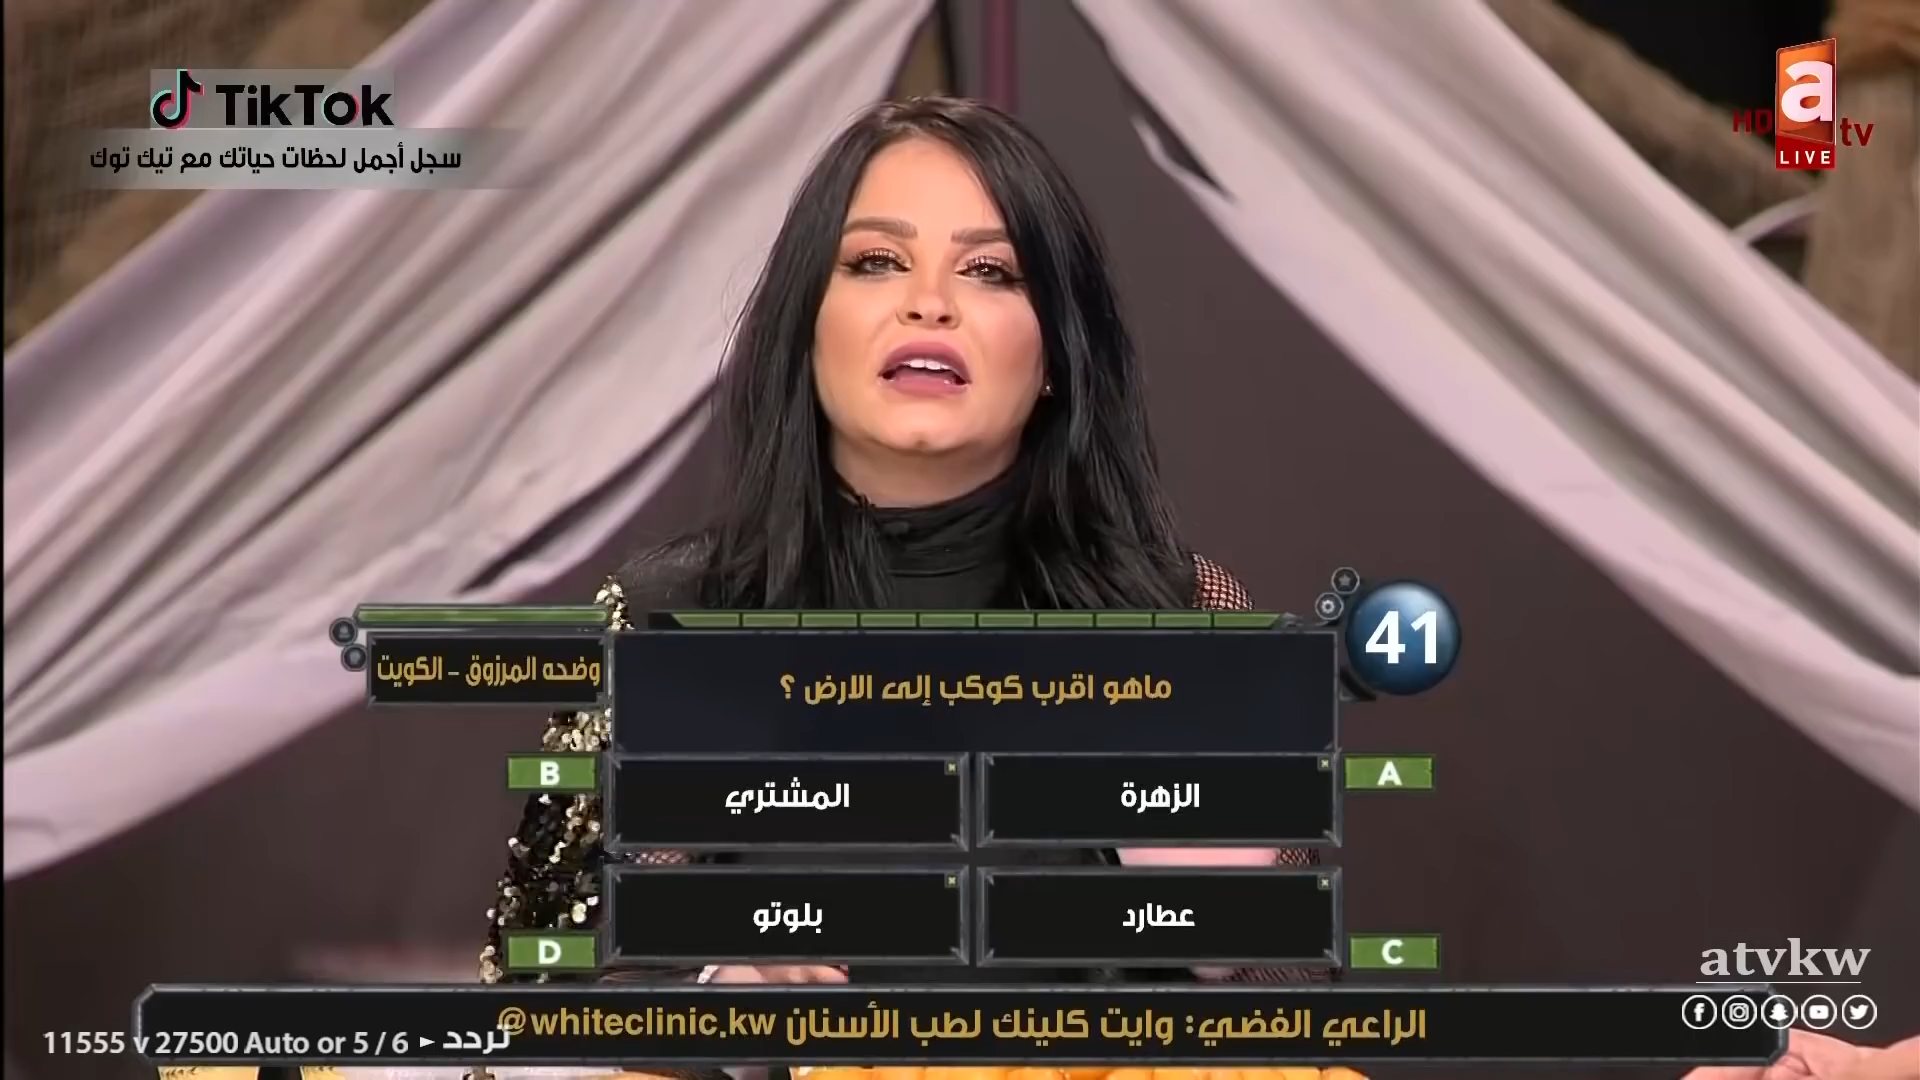 TikTok
سجل أجمل لحظات حياتك مع تيك توك
HD a tv
LIVE
41
وضحه المرزوق - الكويت
ماهو اقرب كوكب إلى الارض ؟
A
الزهرة
B
المشتري
C
عطارد
D
بلوتو
atvkw
الراعي الفضي: وايت كلينك لطب الأسنان @whiteclinic.kw
تردد ► 11555 v 27500 Auto or 5 / 6